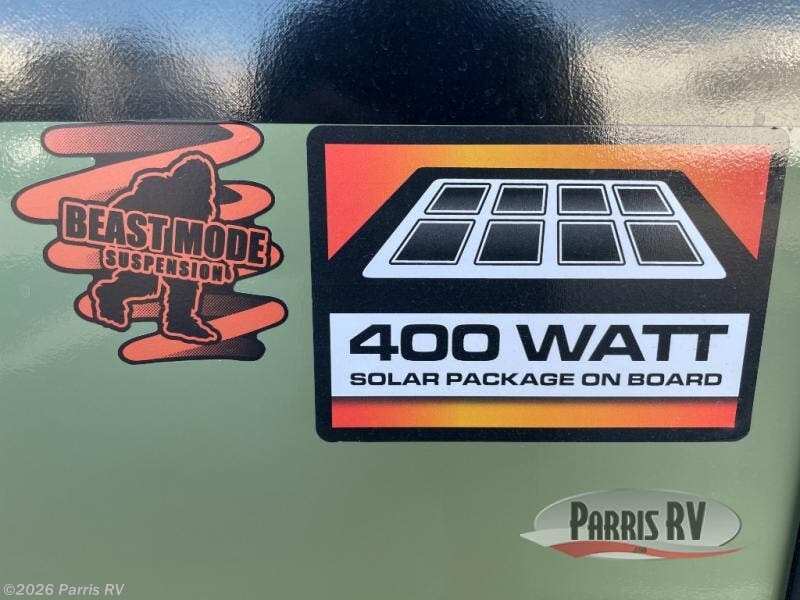 BEAST MODE
SUSPENSION
400 WATT
SOLAR PACKAGE ON BOARD
PARRIS RV
©2026 Parris RV